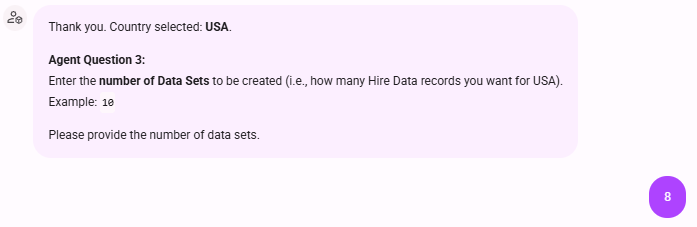 Thank you. Country selected: USA.
Agent Question 3:
Enter the number of Data Sets to be created (i.e., how many Hire Data records you want for USA).
Example: 10
Please provide the number of data sets.
8